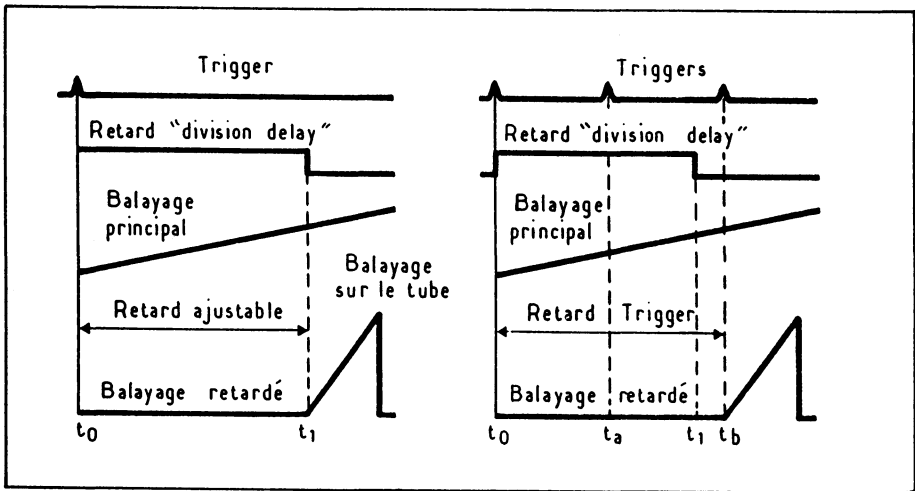 Trigger
Retard "division delay"
Balayage
principal
Balayage
sur le tube
Retard ajustable
Balayage retardé
t0
t1
Triggers
Retard "division delay"
Balayage
principal
Retard Trigger
Balayage retardé
t0
ta
t1
tb